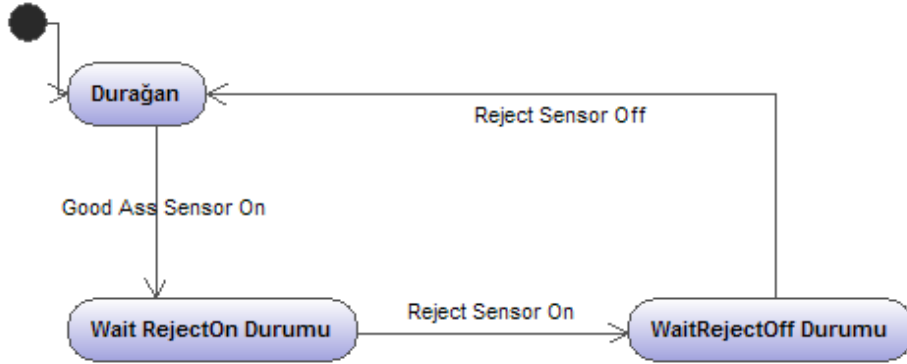 Durağan
Reject Sensor Off
Good Ass Sensor On
Wait RejectOn Durumu
Reject Sensor On
WaitRejectOff Durumu